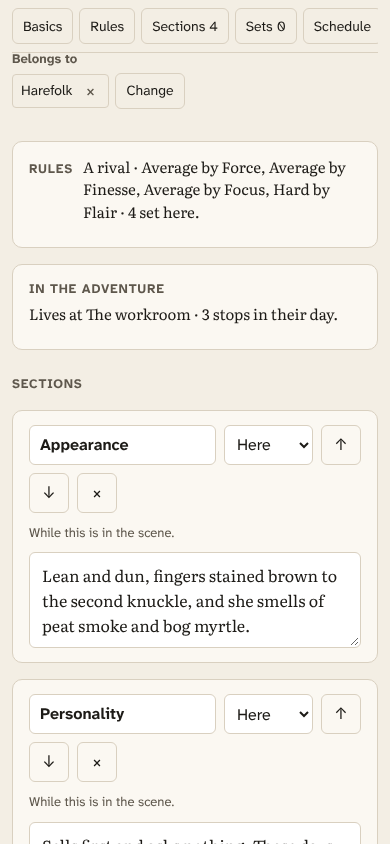 Basics Rules Sections 4 Sets 0 Schedule
Belongs to
Harefolk × Change
RULES A rival · Average by Force, Average by
Finesse, Average by Focus, Hard by
Flair · 4 set here.
IN THE ADVENTURE
Lives at The workroom · 3 stops in their day.
SECTIONS
Appearance Here ↑
↓ ×
While this is in the scene.
Lean and dun, fingers stained brown to
the second knuckle, and she smells of
peat smoke and bog myrtle.
Personality Here ↑
↓ ×
While this is in the scene.